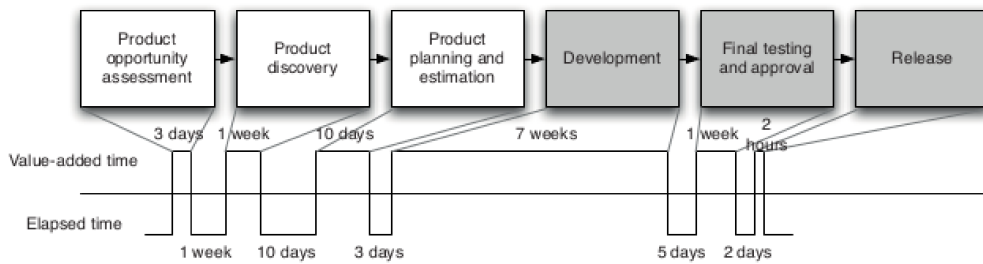 Product
opportunity
assessment
Product
discovery
Product
planning and
estimation
Development
Final testing
and approval
Release
3 days
1 week
10 days
7 weeks
1 week
2
hours
Value-added time
Elapsed time
1 week
10 days
3 days
5 days
2 days